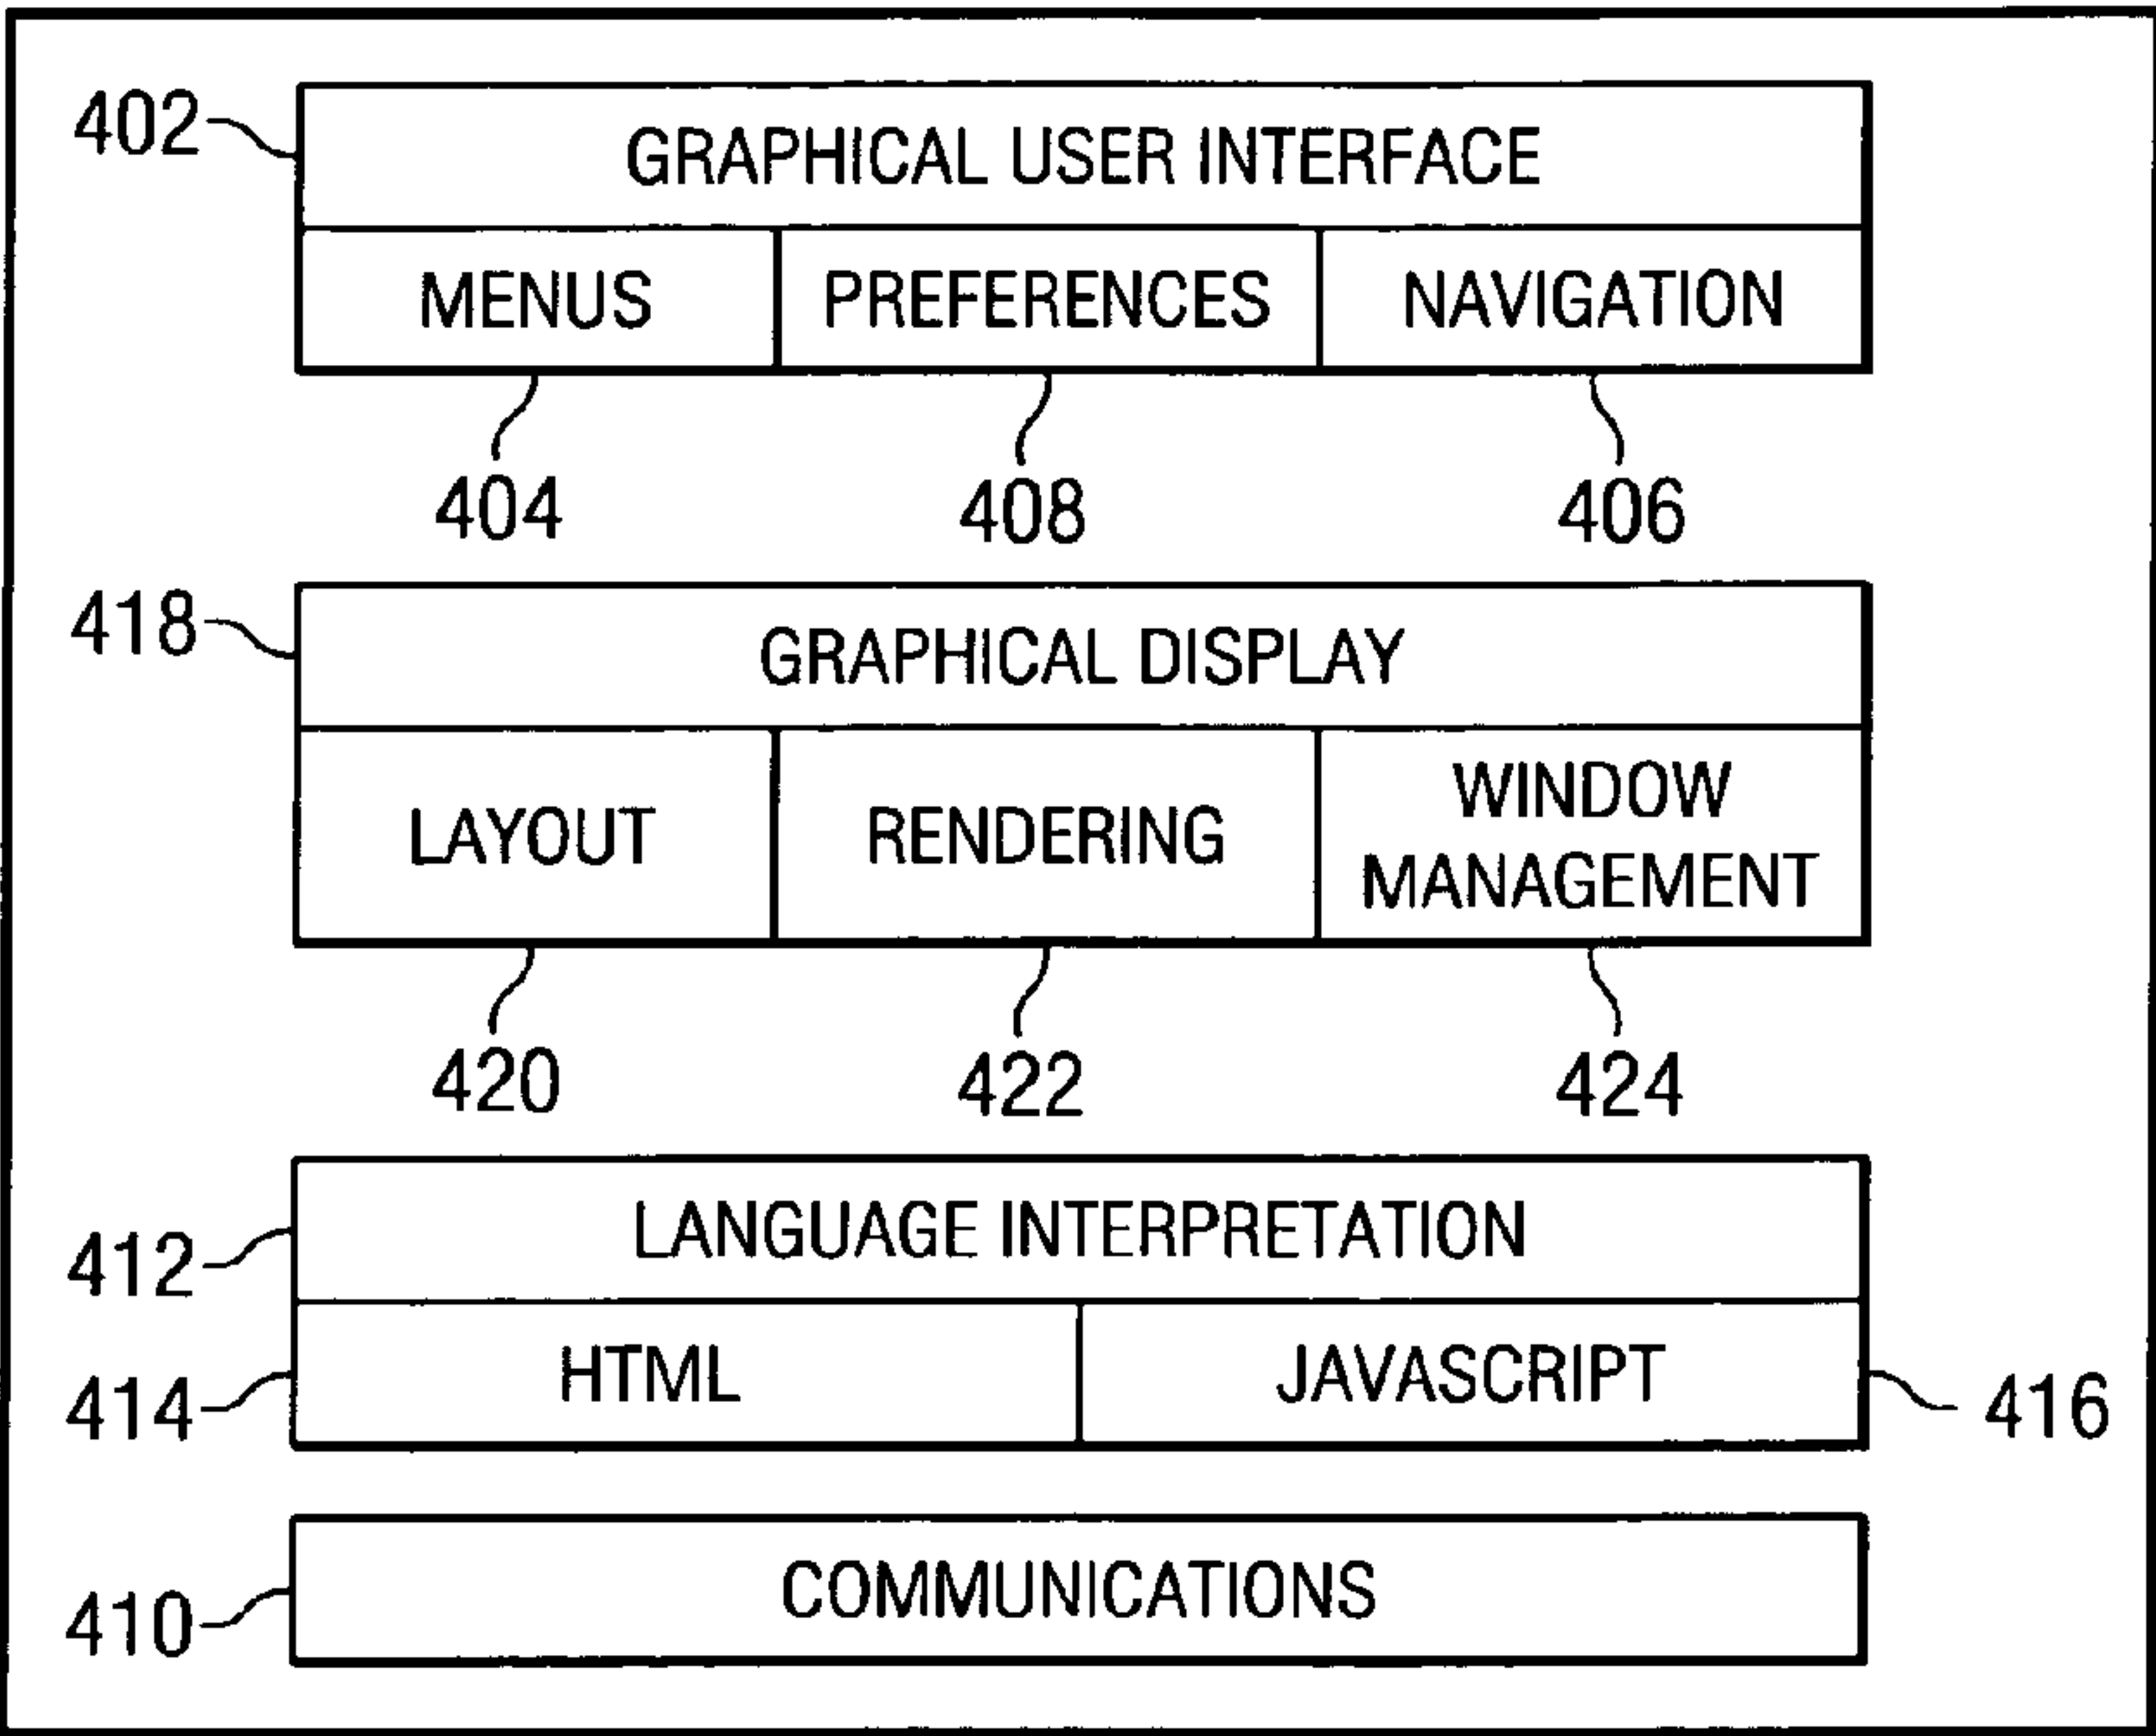 402
GRAPHICAL USER INTERFACE
MENUS
PREFERENCES
NAVIGATION
404
408
406
418
GRAPHICAL DISPLAY
LAYOUT
RENDERING
WINDOW
MANAGEMENT
420
422
424
412
LANGUAGE INTERPRETATION
414
HTML
JAVASCRIPT
416
410
COMMUNICATIONS